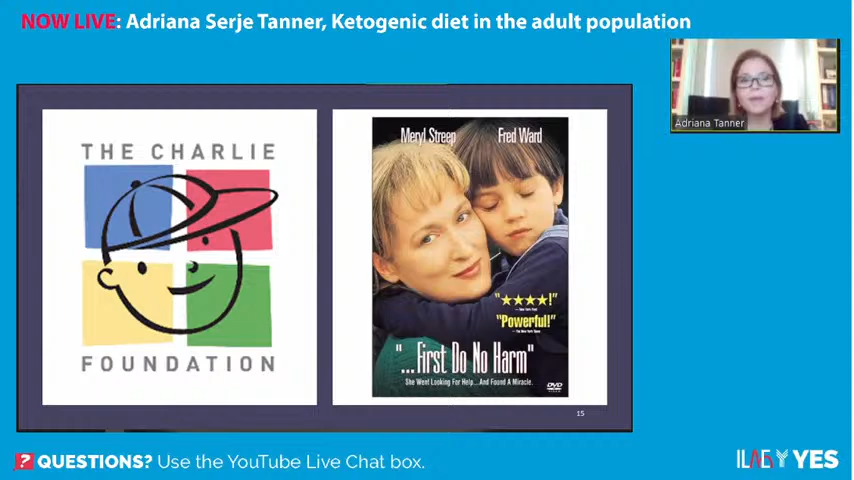 NOW LIVE: Adriana Serje Tanner, Ketogenic diet in the adult population
Adriana Tanner
THE CHARLIE
FOUNDATION
Meryl Streep Fred Ward
"★★★★!"
"Powerful!"
"...First Do No Harm"
She Went Looking For Help...And Found A Miracle.
DVD
15
? QUESTIONS? Use the YouTube Live Chat box.
ILAE YES